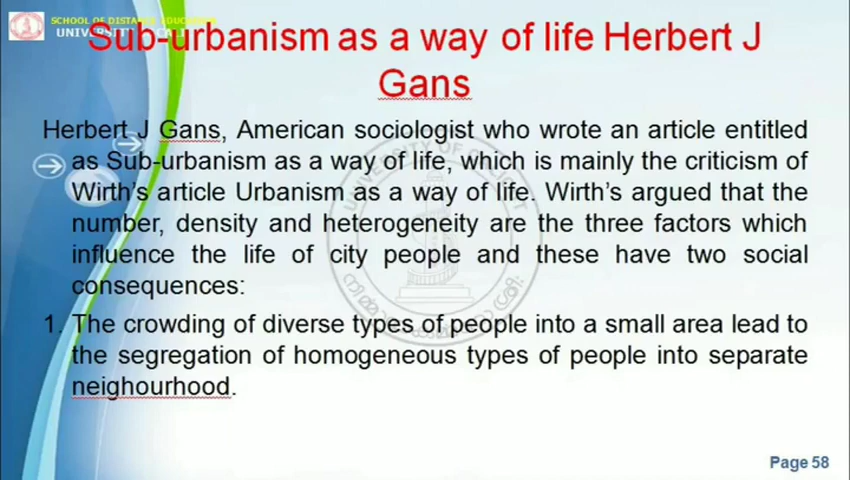 SCHOOL OF DISTANCE EDUCATION
Sub-urbanism as a way of life Herbert J
Gans
Herbert J Gans, American sociologist who wrote an article entitled
as Sub-urbanism as a way of life, which is mainly the criticism of
Wirth's article Urbanism as a way of life. Wirth's argued that the
number, density and heterogeneity are the three factors which
influence the life of city people and these have two social
consequences:
1. The crowding of diverse types of people into a small area lead to
the segregation of homogeneous types of people into separate
neighourhood.
Page 58